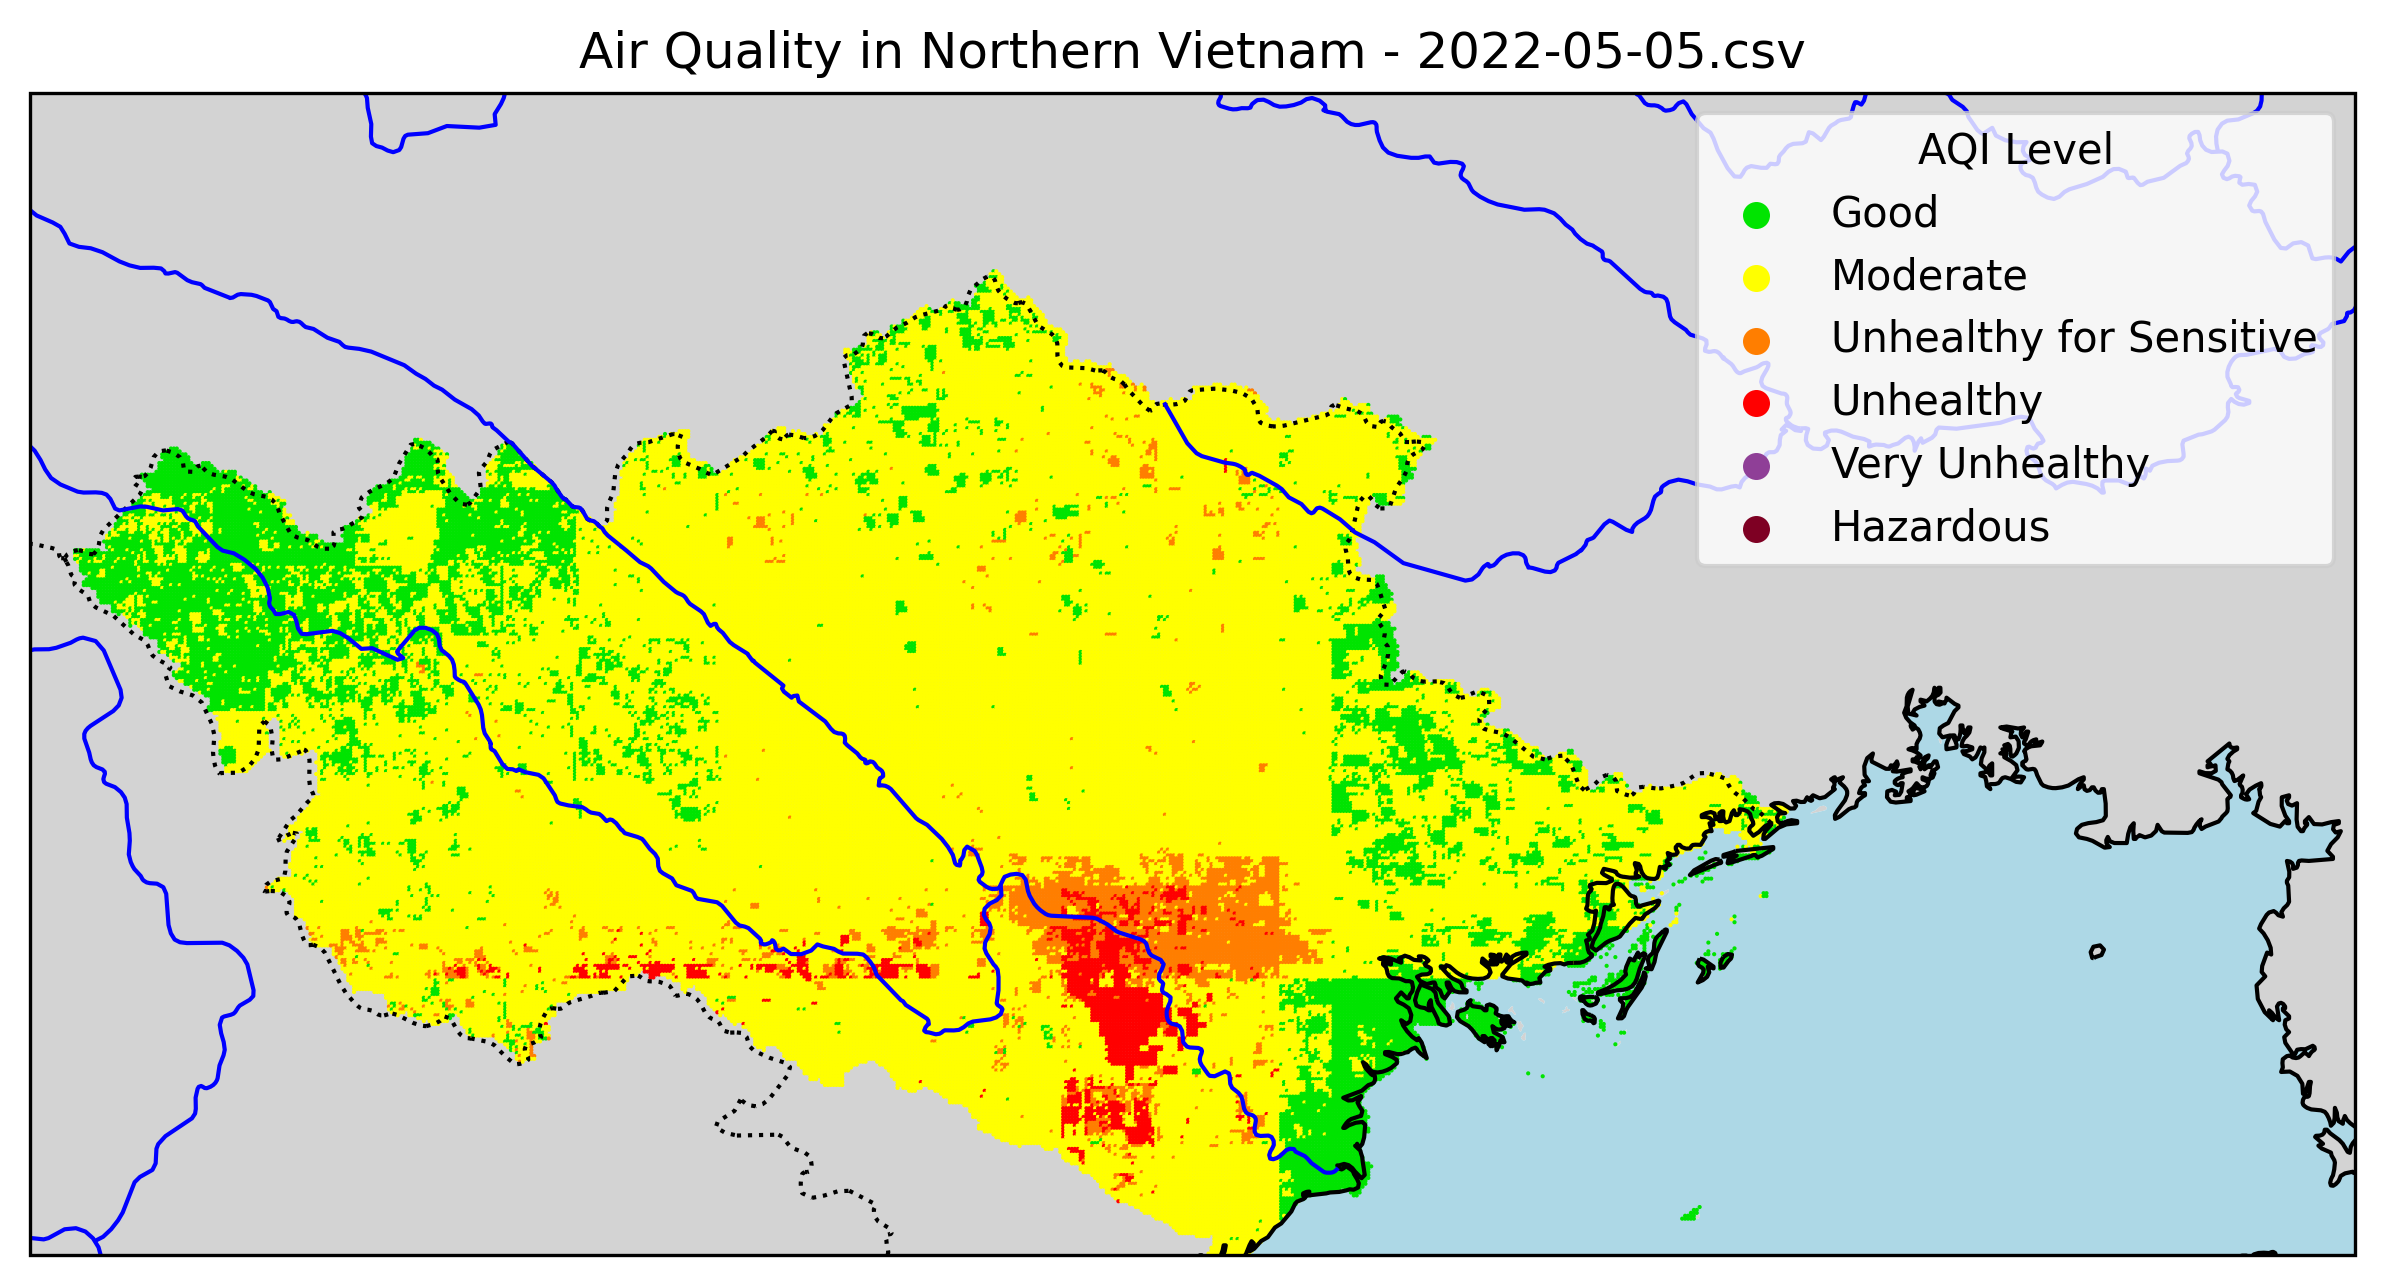 Air Quality in Northern Vietnam - 2022-05-05.csv
AQI Level
Good
Moderate
Unhealthy for Sensitive
Unhealthy
Very Unhealthy
Hazardous